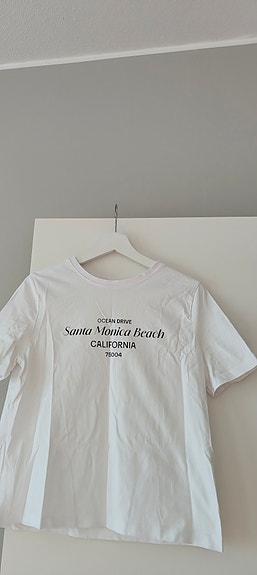 OCEAN DRIVE
Santa Monica Beach
CALIFORNIA
75004